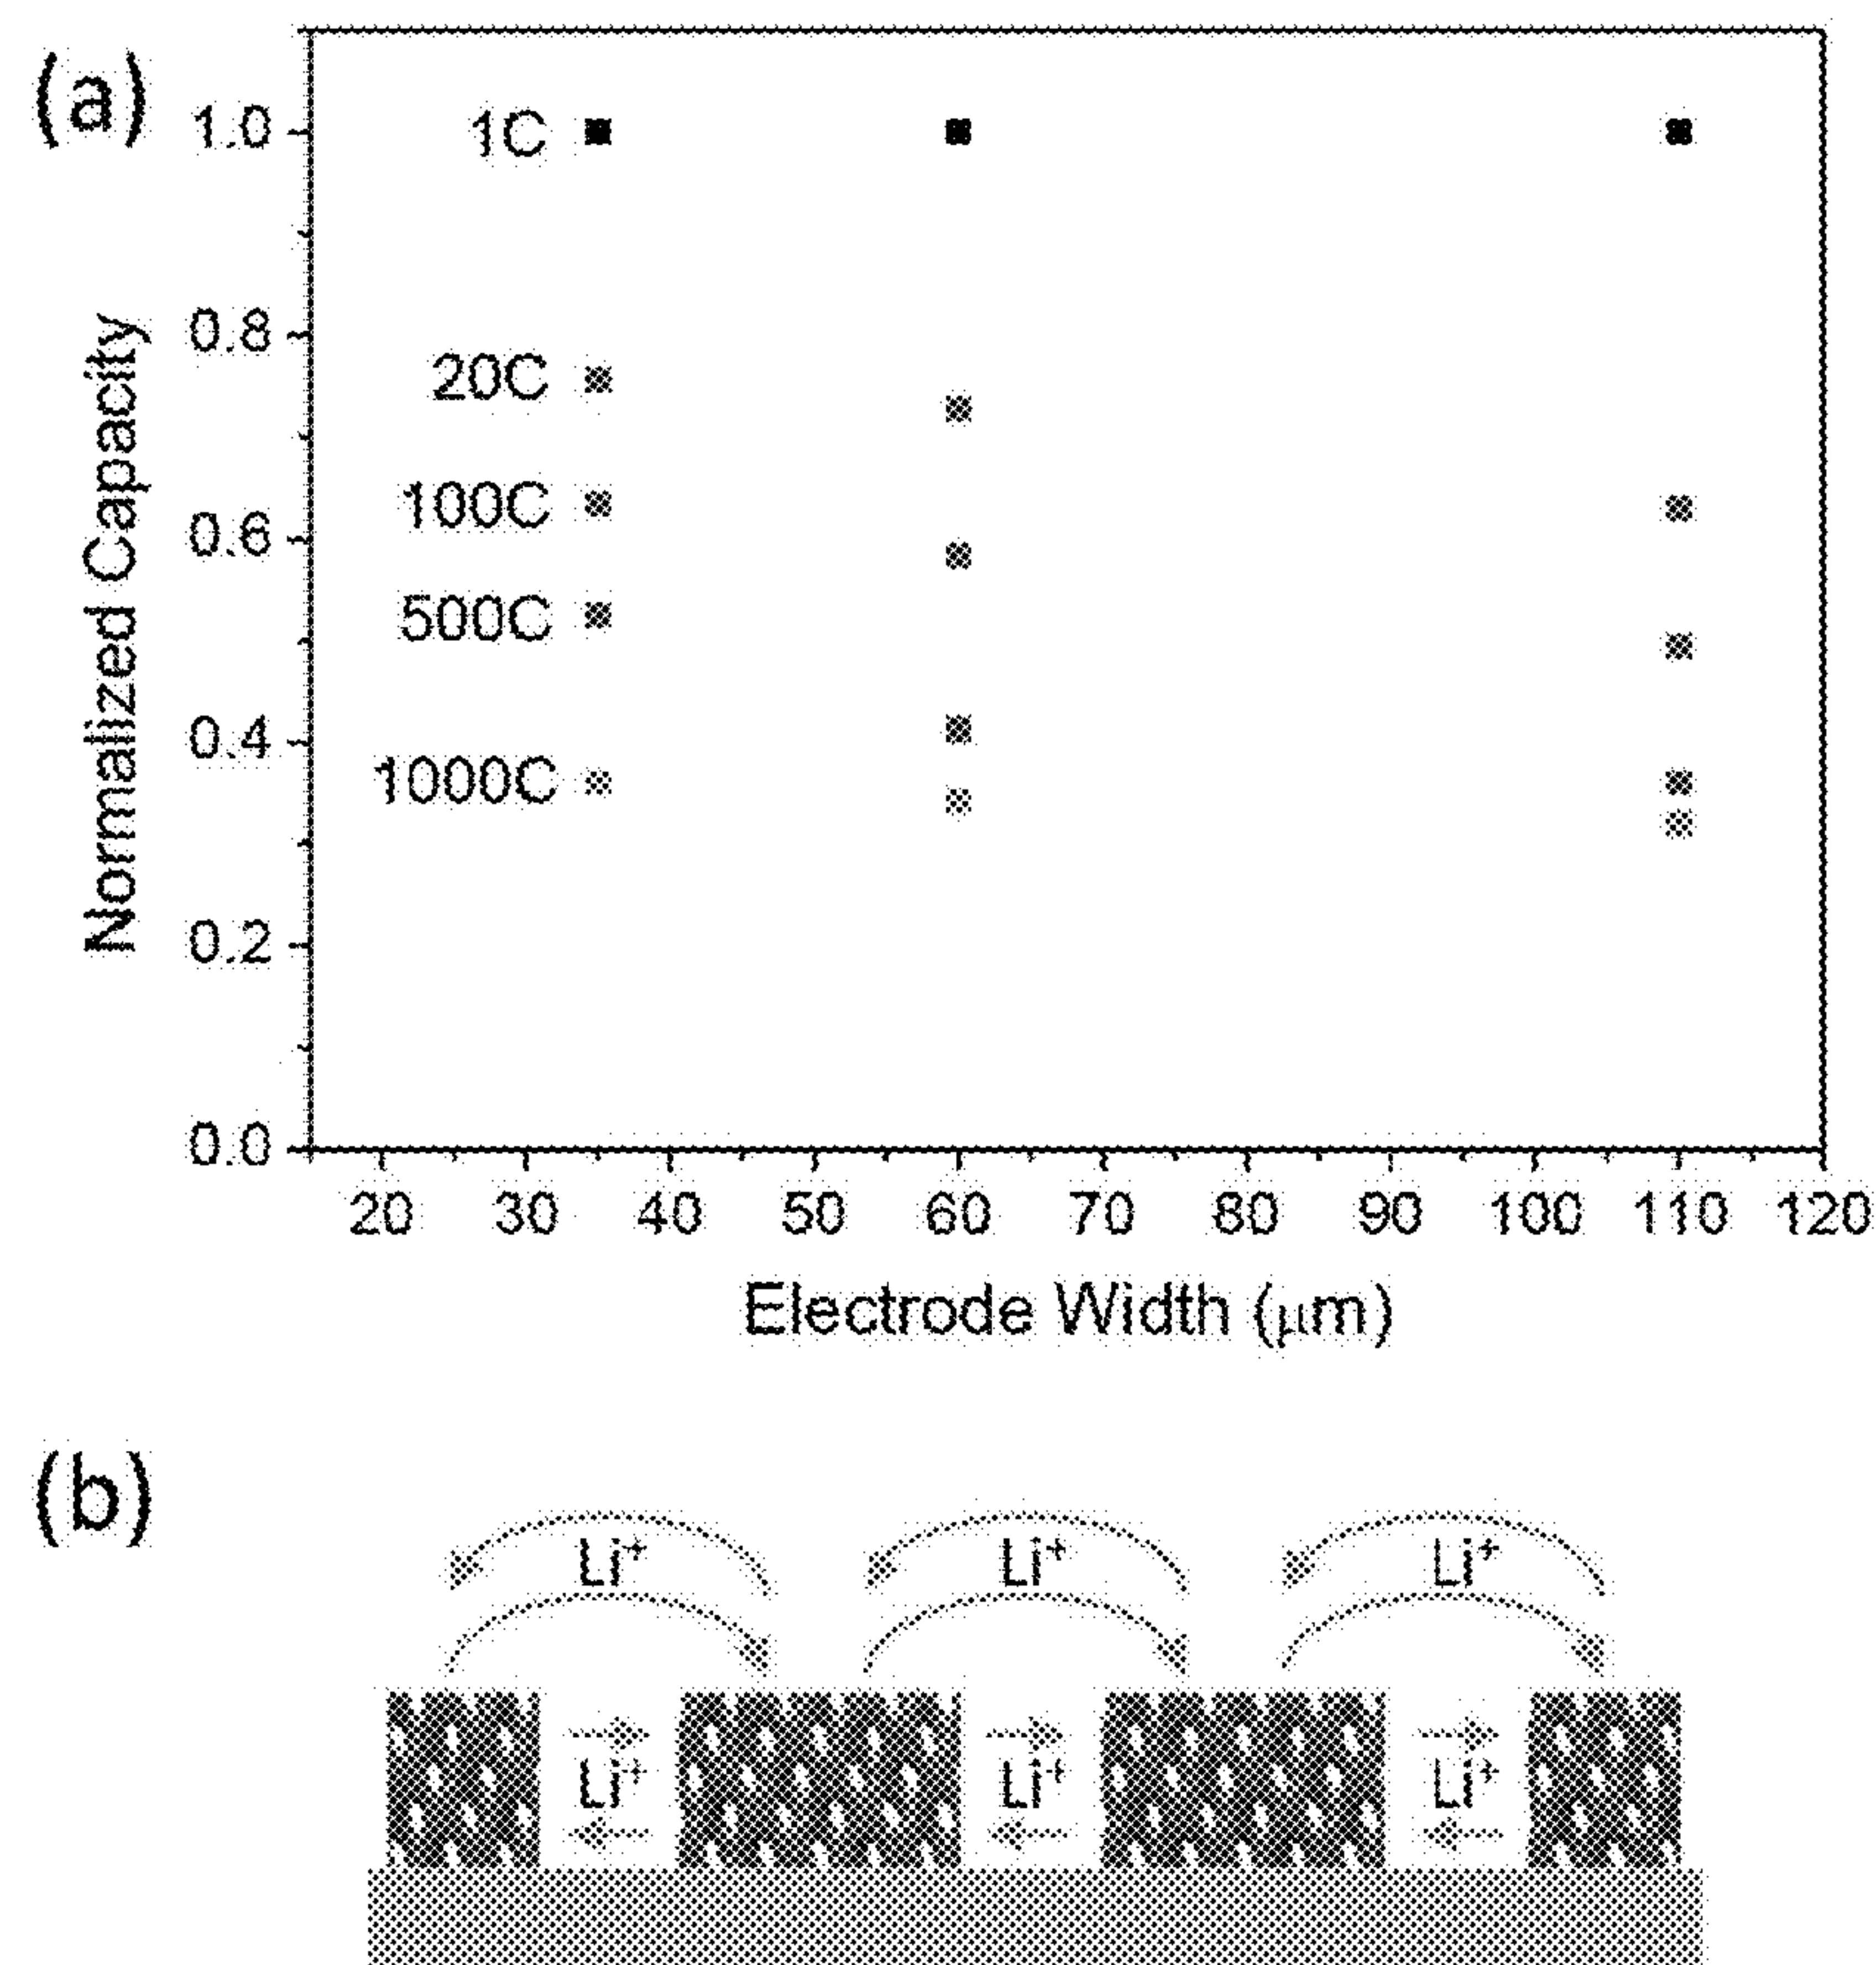 (a)
1.0
0.8
0.6
0.4
0.2
0.0
Normalized Capacity
1C
20C
100C
500C
1000C
20 30 40 50 60 70 80 90 100 110 120
Electrode Width (μm)
(b)
Li⁺ Li⁺ Li⁺
Li⁺ Li⁺ Li⁺